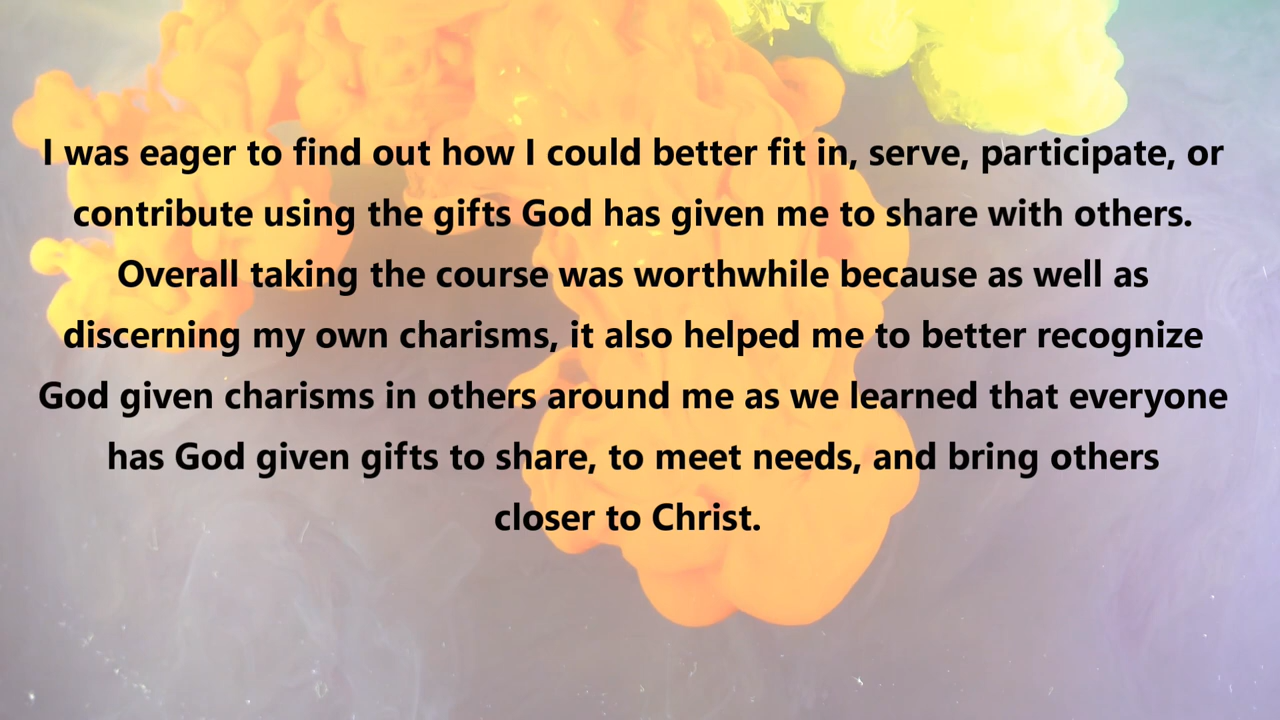 I was eager to find out how I could better fit in, serve, participate, or
contribute using the gifts God has given me to share with others.
Overall taking the course was worthwhile because as well as
discerning my own charisms, it also helped me to better recognize
God given charisms in others around me as we learned that everyone
has God given gifts to share, to meet needs, and bring others
closer to Christ.